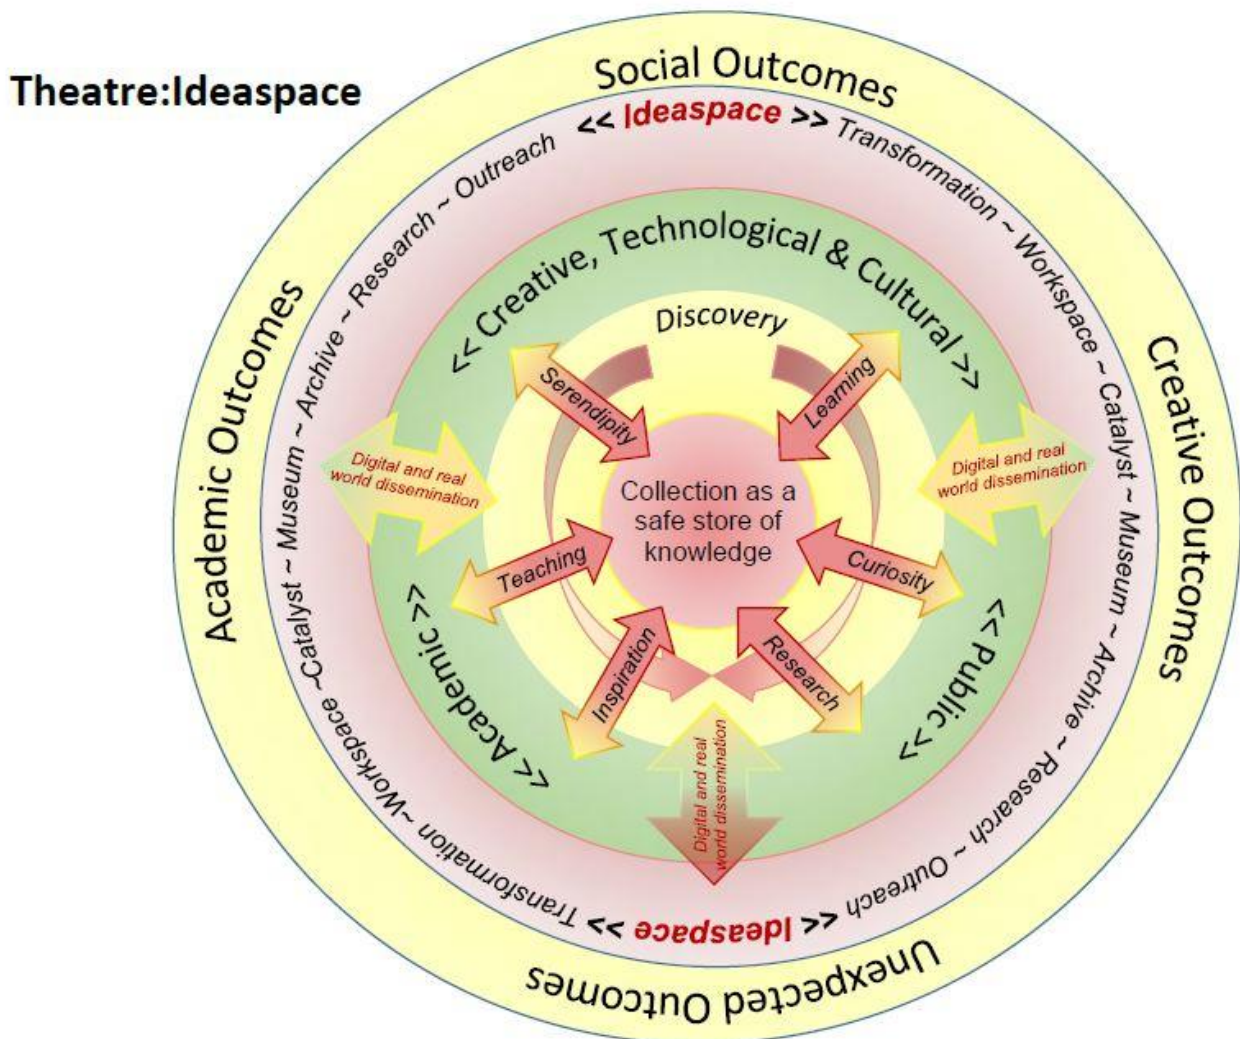 Theatre:Ideaspace
Social Outcomes
Creative Outcomes
Unexpected Outcomes
Academic Outcomes
<< Ideaspace >>
Transformation ~ Workspace ~ Catalyst ~ Museum ~ Archive ~ Research ~ Outreach
<< Ideaspace >>
Transformation ~ Workspace ~Catalyst ~ Museum ~ Archive ~ Research ~ Outreach
<< Creative, Technological & Cultural >>
<< Public >>
<< Academic >>
Discovery
Serendipity
Learning
Digital and real
world dissemination
Digital and real
world dissemination
Collection as a
safe store of
knowledge
Teaching
Curiosity
Inspiration
Research
Digital and real
world dissemination